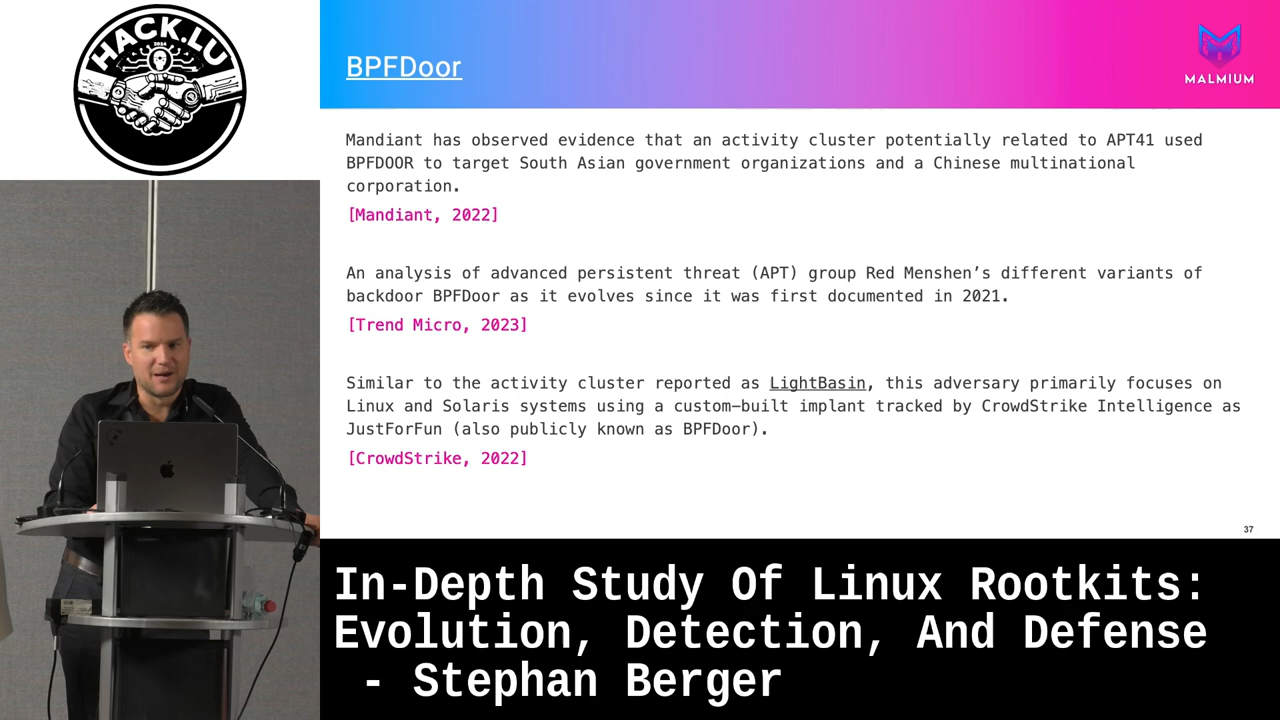 HACK.LU
2024
BPFDoor
MALMIUM
Mandiant has observed evidence that an activity cluster potentially related to APT41 used
BPFDOOR to target South Asian government organizations and a Chinese multinational
corporation.
[Mandiant, 2022]
An analysis of advanced persistent threat (APT) group Red Menshen’s different variants of
backdoor BPFDoor as it evolves since it was first documented in 2021.
[Trend Micro, 2023]
Similar to the activity cluster reported as LightBasin, this adversary primarily focuses on
Linux and Solaris systems using a custom-built implant tracked by CrowdStrike Intelligence as
JustForFun (also publicly known as BPFDoor).
[CrowdStrike, 2022]
37
In-Depth Study Of Linux Rootkits:
Evolution, Detection, And Defense
- Stephan Berger